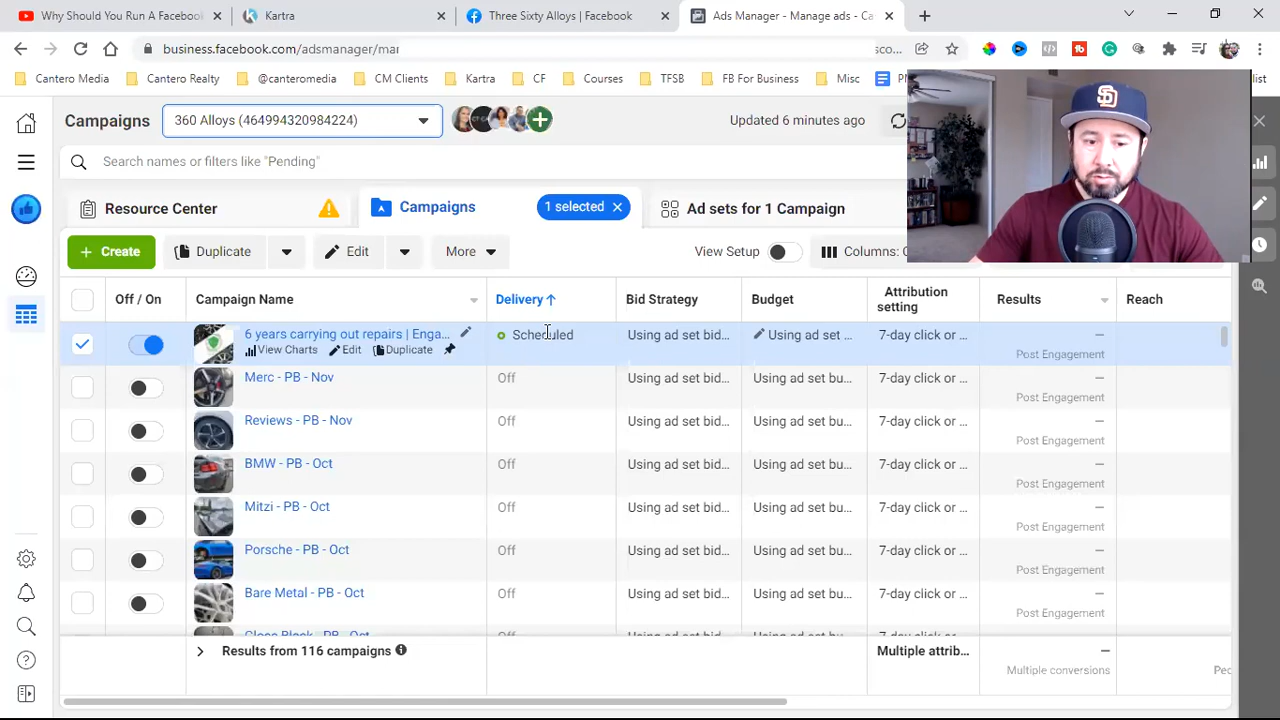 Why Should You Run a Facebook
Kartra
Three Sixty Alloys | Facebook
Ads Manager - Manage ads - Ca
business.facebook.com/adsmanager/mar
sco...
Cantero Media
Cantero Realty
@canteromedia
CM Clients
Kartra
CF
Courses
TFSB
FB For Business
Misc
list
Campaigns
360 Alloys (464994320984224)
Updated 6 minutes ago
Search names or filters like "Pending"
Resource Center
Campaigns
1 selected
Ad sets for 1 Campaign
Create
Duplicate
Edit
More
View Setup
Columns:
Off / On
Campaign Name
Delivery ↑
Bid Strategy
Budget
Attribution
setting
Results
Reach
6 years carrying out repairs | Enga...
View Charts
Edit
Duplicate
Scheduled
Using ad set bid...
Using ad set ...
7-day click or ...
—
Post Engagement
Merc - PB - Nov
Off
Using ad set bid...
Using ad set bu...
7-day click or ...
—
Post Engagement
Reviews - PB - Nov
Off
Using ad set bid...
Using ad set bu...
7-day click or ...
—
Post Engagement
BMW - PB - Oct
Off
Using ad set bid...
Using ad set bu...
7-day click or ...
—
Post Engagement
Mitzi - PB - Oct
Off
Using ad set bid...
Using ad set bu...
7-day click or ...
—
Post Engagement
Porsche - PB - Oct
Off
Using ad set bid...
Using ad set bu...
7-day click or ...
—
Post Engagement
Bare Metal - PB - Oct
Off
Using ad set bid...
Using ad set bu...
7-day click or ...
—
Post Engagement
Results from 116 campaigns
Multiple attrib...
—
Multiple conversions
Pec